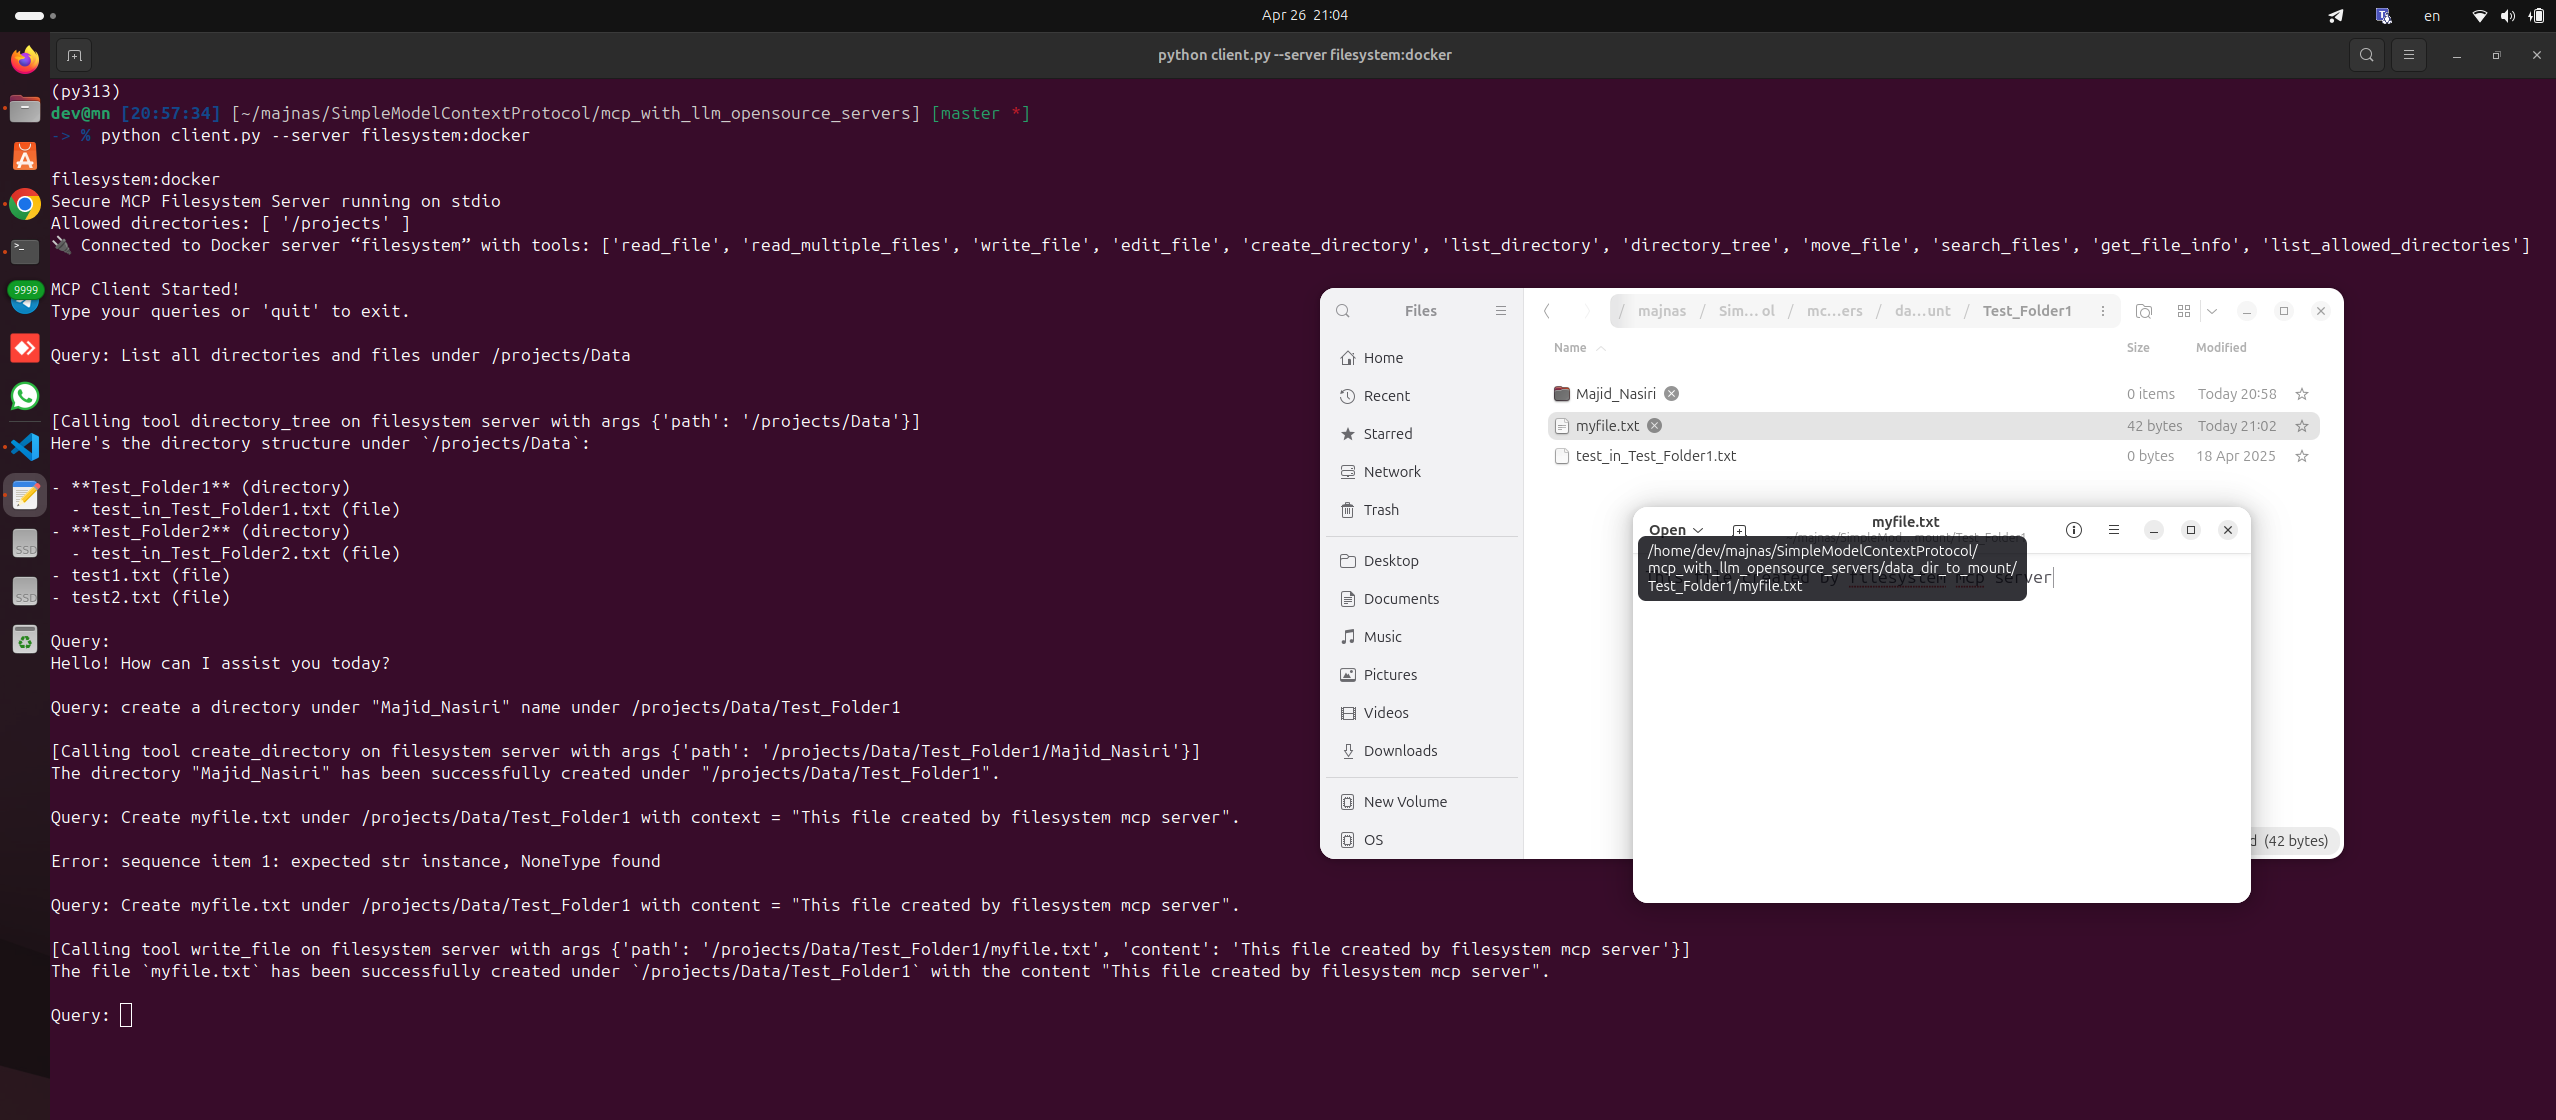 Apr 26 21:04
en
python client.py --server filesystem:docker
(py313)
dev@mn [20:57:34] [~/majnas/SimpleModelContextProtocol/mcp_with_llm_opensource_servers] [master *]
-> % python client.py --server filesystem:docker
filesystem:docker
Secure MCP Filesystem Server running on stdio
Allowed directories: [ '/projects' ]
🔌 Connected to Docker server “filesystem” with tools: ['read_file', 'read_multiple_files', 'write_file', 'edit_file', 'create_directory', 'list_directory', 'directory_tree', 'move_file', 'search_files', 'get_file_info', 'list_allowed_directories']
MCP Client Started!
Type your queries or 'quit' to exit.
Query: List all directories and files under /projects/Data
[Calling tool directory_tree on filesystem server with args {'path': '/projects/Data'}]
Here's the directory structure under `/projects/Data`:
- **Test_Folder1** (directory)
- test_in_Test_Folder1.txt (file)
- **Test_Folder2** (directory)
- test_in_Test_Folder2.txt (file)
- test1.txt (file)
- test2.txt (file)
Query:
Hello! How can I assist you today?
Query: create a directory under "Majid_Nasiri" name under /projects/Data/Test_Folder1
[Calling tool create_directory on filesystem server with args {'path': '/projects/Data/Test_Folder1/Majid_Nasiri'}]
The directory "Majid_Nasiri" has been successfully created under "/projects/Data/Test_Folder1".
Query: Create myfile.txt under /projects/Data/Test_Folder1 with context = "This file created by filesystem mcp server".
Error: sequence item 1: expected str instance, NoneType found
Query: Create myfile.txt under /projects/Data/Test_Folder1 with content = "This file created by filesystem mcp server".
[Calling tool write_file on filesystem server with args {'path': '/projects/Data/Test_Folder1/myfile.txt', 'content': 'This file created by filesystem mcp server'}]
The file `myfile.txt` has been successfully created under `/projects/Data/Test_Folder1` with the content "This file created by filesystem mcp server".
Query:
9999
SSD
SSD
Files
/ majnas / Sim... ol / mc...ers / da...unt / Test_Folder1
Home
Recent
Starred
Network
Trash
Desktop
Documents
Music
Pictures
Videos
Downloads
New Volume
OS
Name Size Modified
Majid_Nasiri 0 items Today 20:58
myfile.txt 42 bytes Today 21:02
test_in_Test_Folder1.txt 0 bytes 18 Apr 2025
(42 bytes)
Open
myfile.txt
/home/dev/majnas/SimpleModelContextProtocol/
mcp_with_llm_opensource_servers/data_dir_to_mount/
Test_Folder1/myfile.txt
This file created by filesystem mcp server